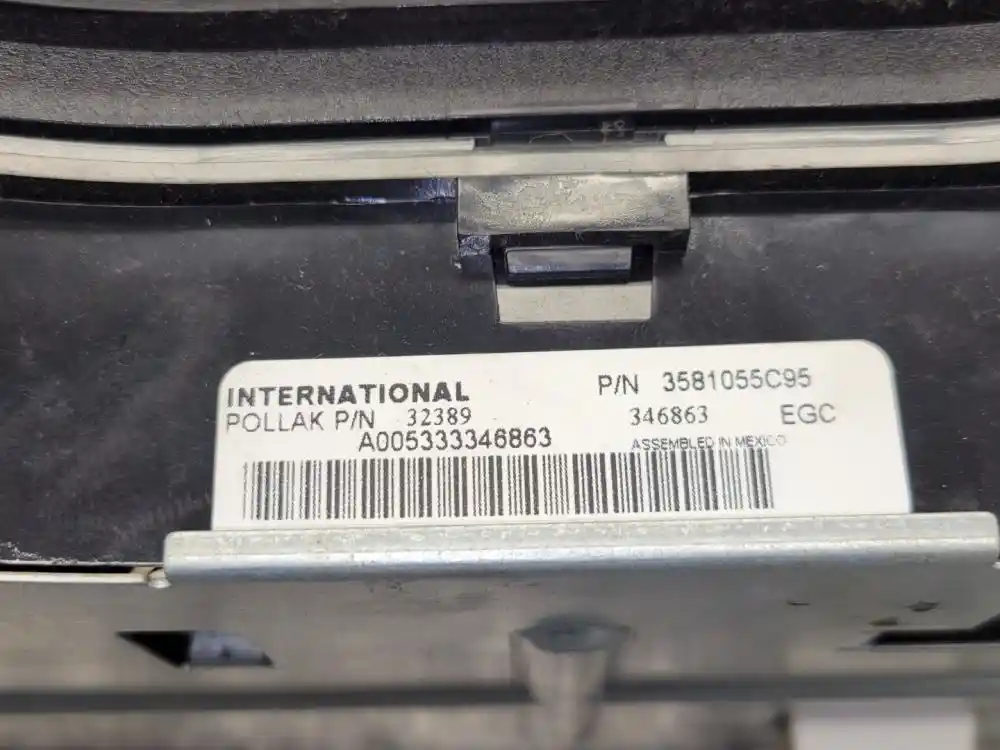 INTERNATIONAL P/N 3581055C95
POLLAK P/N 32389 346863 EGC
A005333346863 ASSEMBLED IN MEXICO